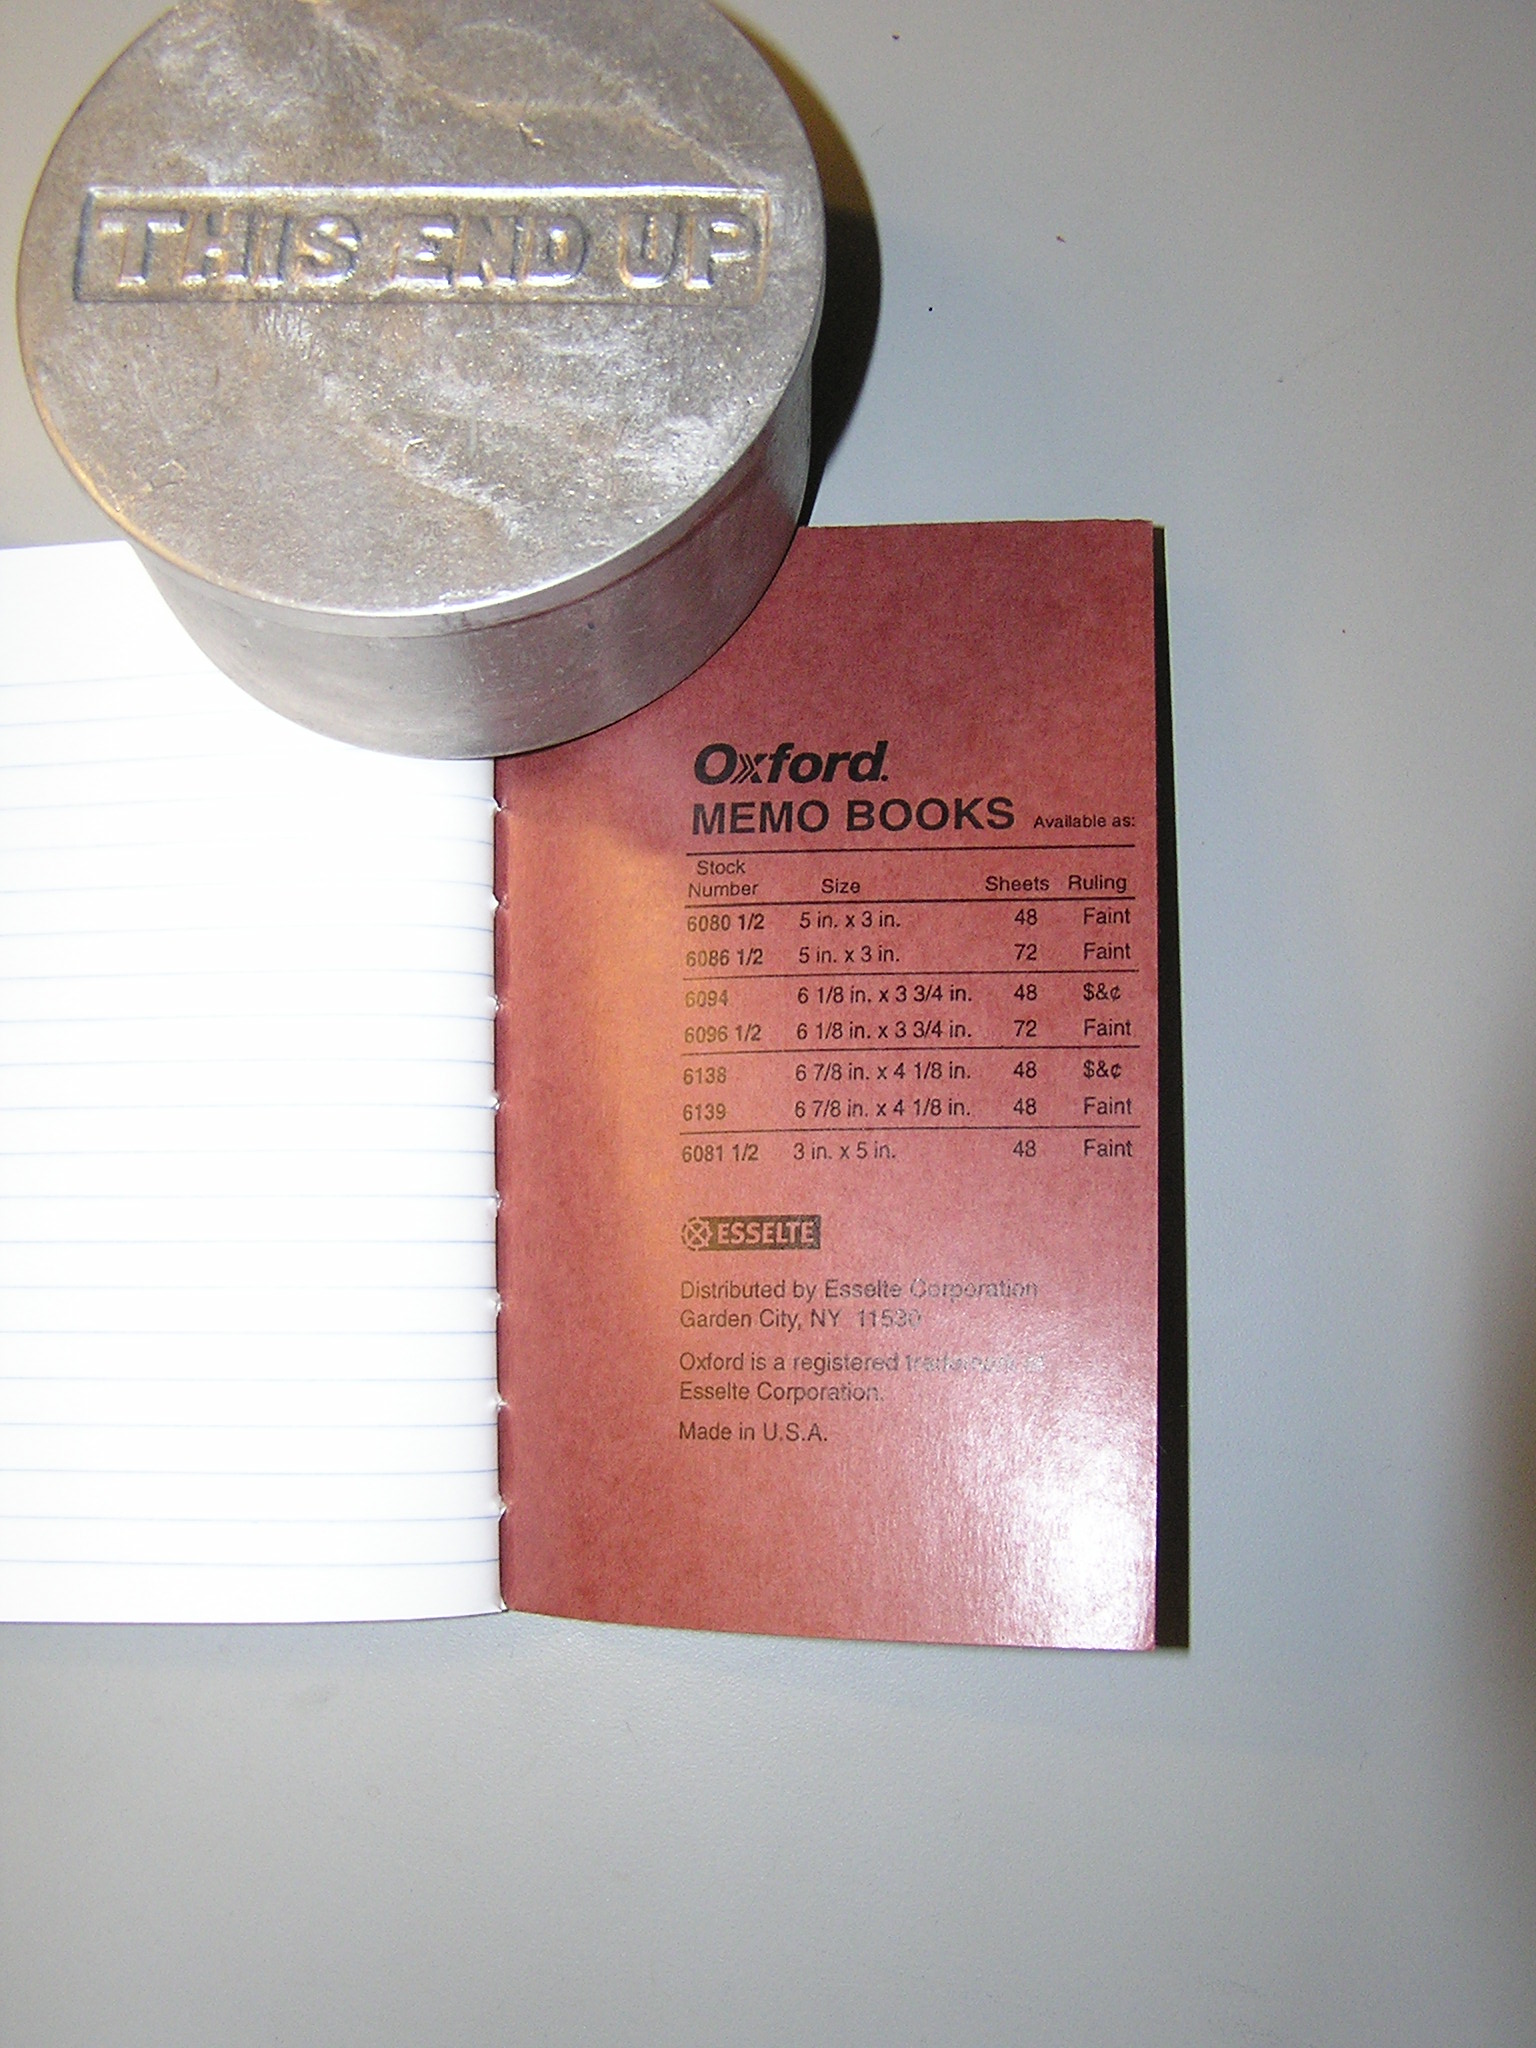 THIS END UP
Oxford.
MEMO BOOKS Available as:
Stock Number Size Sheets Ruling
6080 1/2 5 in. x 3 in. 48 Faint
6086 1/2 5 in. x 3 in. 72 Faint
6094 6 1/8 in. x 3 3/4 in. 48 $&¢
6096 1/2 6 1/8 in. x 3 3/4 in. 72 Faint
6138 6 7/8 in. x 4 1/8 in. 48 $&¢
6139 6 7/8 in. x 4 1/8 in. 48 Faint
6081 1/2 3 in. x 5 in. 48 Faint
ESSELTE
Distributed by Esselte Corporation
Garden City, NY 11530
Oxford is a registered trademark of
Esselte Corporation.
Made in U.S.A.